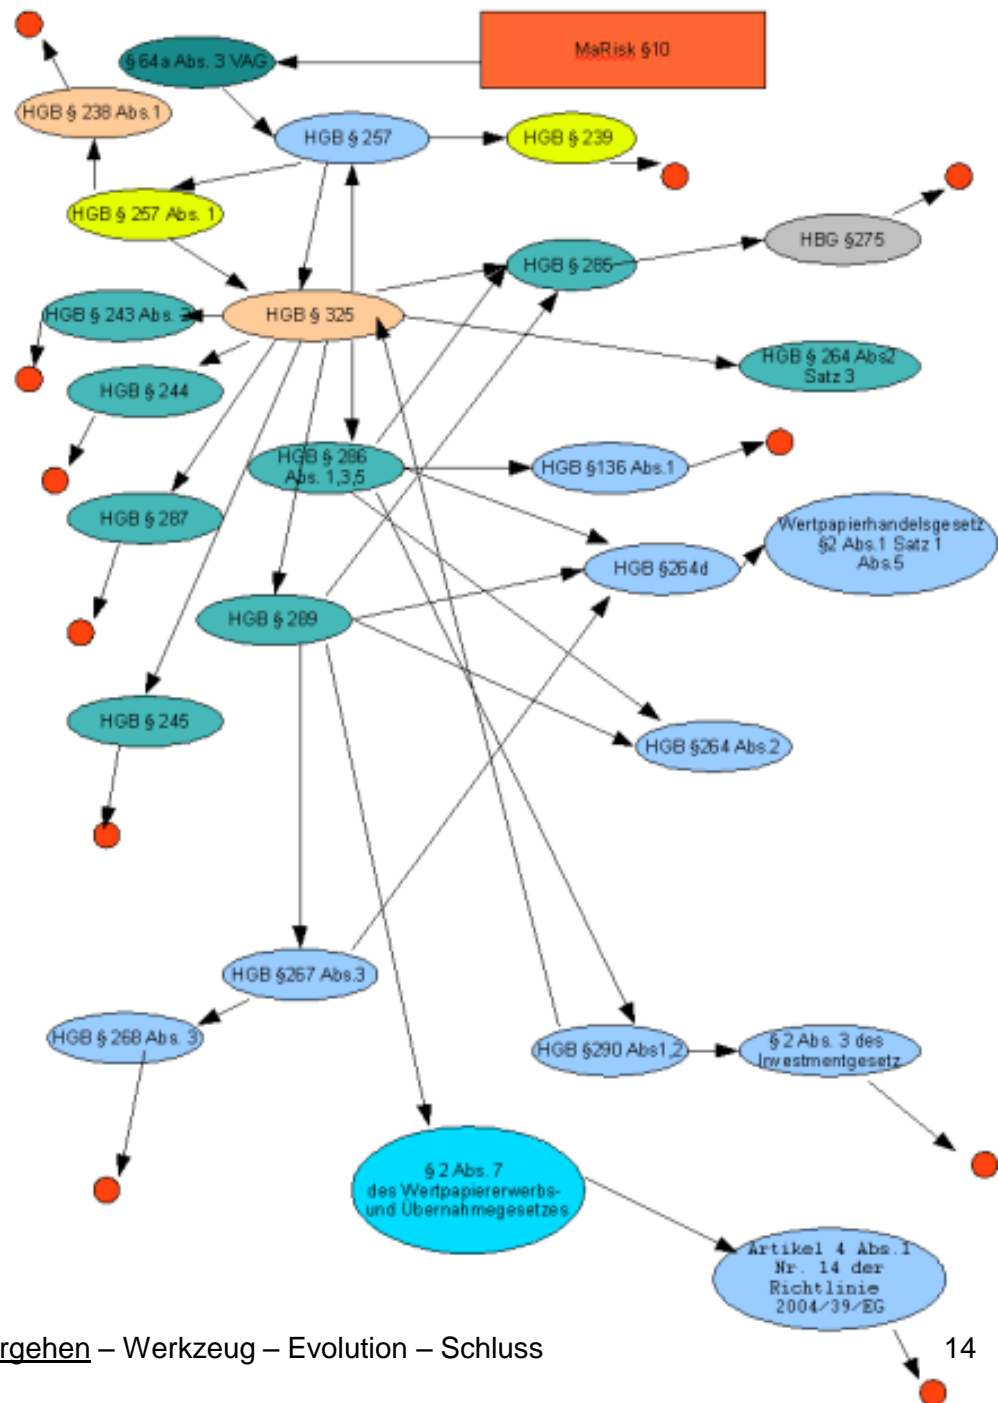 MaRisk §10
§ 64a Abs. 3 VAG
HGB § 238 Abs.1
HGB § 257
HGB § 239
HGB § 257 Abs. 1
HBG §275
HGB § 285
HGB § 243 Abs.
HGB § 325
HGB § 264 Abs2
Satz 3
HGB § 244
HGB § 286
Abs. 1,3,5
HGB §136 Abs.1
HGB § 287
Wertpapierhandelsgesetz
§2 Abs.1 Satz 1
Abs.5
HGB §264d
HGB § 289
HGB § 245
HGB §264 Abs.2
HGB §267 Abs.3
HGB § 268 Abs. 3
HGB §290 Abs1,2
§ 2 Abs. 3 des
Investmentgesetz
§ 2 Abs. 7
des Wertpapiererwerbs-
und Übernahmegesetzes
Artikel 4 Abs.1
Nr. 14 der
Richtlinie
2004/39/EG
rgehen – Werkzeug – Evolution – Schluss
14